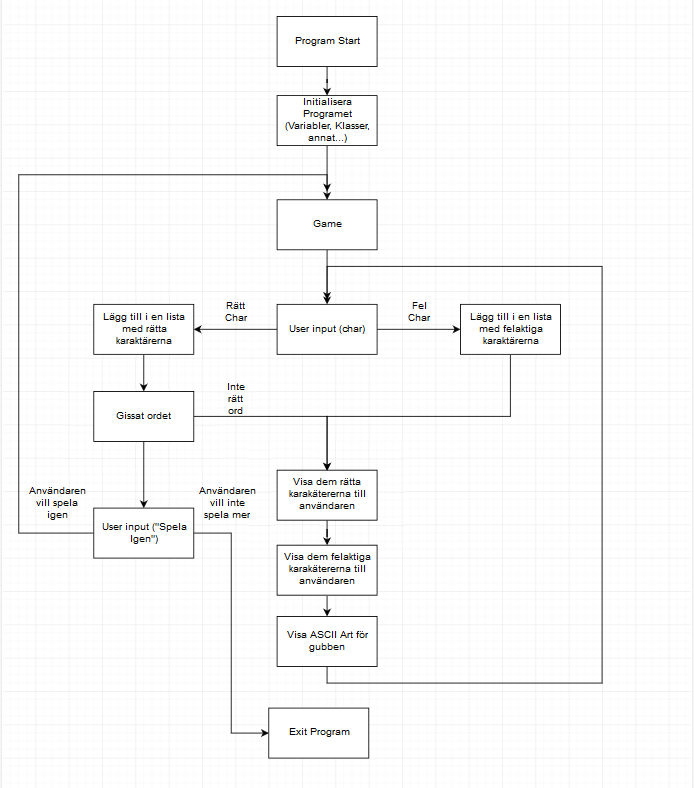 Program Start
Initialisera
Programet
(Variabler, Klasser,
annat...)
Game
Rätt
Char
Fel
Char
Lägg till i en lista
med rätta
karaktärerna
User input (char)
Lägg till i en lista
med felaktiga
karaktärerna
Inte
rätt
ord
Gissat ordet
Visa dem rätta
karakätererna till
användaren
Användaren
vill spela
igen
Användaren
vill inte
spela mer
User input ("Spela
Igen")
Visa dem felaktiga
karakätererna till
användaren
Visa ASCII Art för
gubben
Exit Program